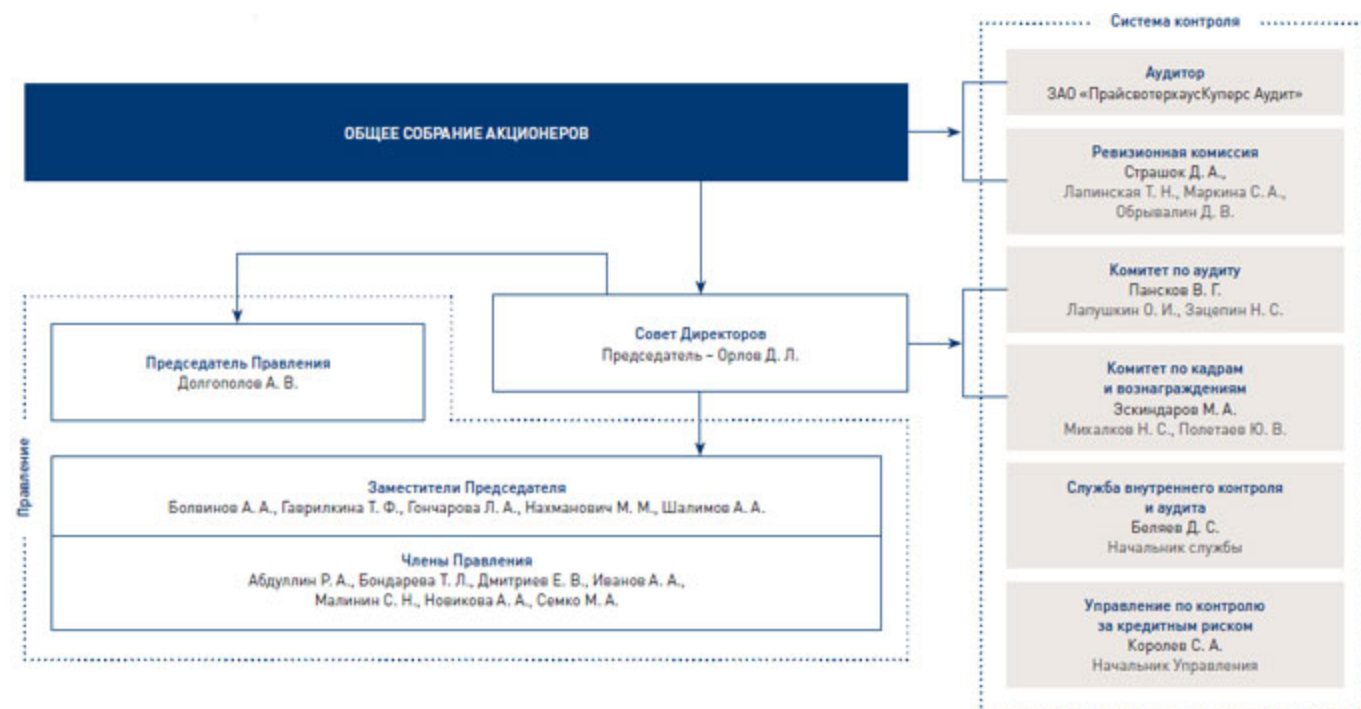 Система контроля
Аудитор
ЗАО «ПрайсвотерхаусКуперс Аудит»
ОБЩЕЕ СОБРАНИЕ АКЦИОНЕРОВ
Ревизионная комиссия
Страшок Д. А.,
Лапинская Т. Н., Маркина С. А.,
Обрывалин Д. В.
Комитет по аудиту
Пансков В. Г.
Лапушкин О. И., Зацепин Н. С.
Совет Директоров
Председатель – Орлов Д. Л.
Председатель Правления
Долгополов А. В.
Комитет по кадрам
и вознаграждениям
Эскиндаров М. А.
Михалков Н. С., Полетаев Ю. В.
Правление
Заместители Председателя
Болвинов А. А., Гаврилкина Т. Ф., Гончарова Л. А., Нахманович М. М., Шалимов А. А.
Члены Правления
Абдуллин Р. А., Бондарева Т. Л., Дмитриев Е. В., Иванов А. А.,
Малинин С. Н., Новикова А. А., Семко М. А.
Служба внутреннего контроля
и аудита
Беляев Д. С.
Начальник службы
Управление по контролю
за кредитным риском
Королев С. А.
Начальник Управления